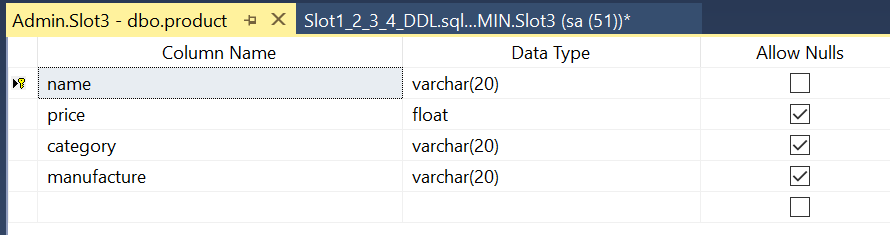 Admin.Slot3 - dbo.product Slot1_2_3_4_DDL.sql...MIN.Slot3 (sa (51))*
Column Name Data Type Allow Nulls
name varchar(20)
price float
category varchar(20)
manufacture varchar(20)